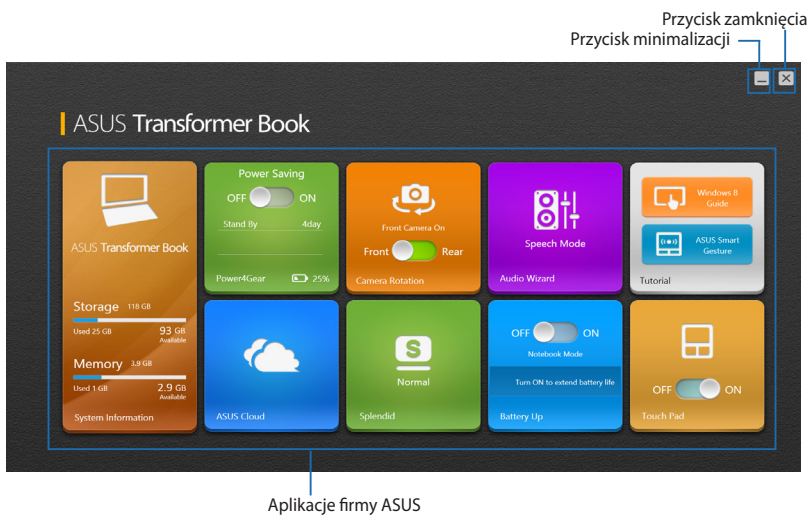 Przycisk zamknięcia
Przycisk minimalizacji
ASUS Transformer Book
ASUS Transformer Book
Storage 118 GB
Used 25 GB 93 GB
Available
Memory 3.9 GB
Used 1 GB 2.9 GB
Available
System Information
Power Saving
OFF ON
Stand By 4day
Power4Gear 25%
Front Camera On
Front Rear
Camera Rotation
Speech Mode
Audio Wizard
Windows 8
Guide
ASUS Smart
Gesture
Tutorial
ASUS Cloud
S
Normal
Splendid
OFF ON
Notebook Mode
Turn ON to extend battery life
Battery Up
OFF ON
Touch Pad
Aplikacje firmy ASUS